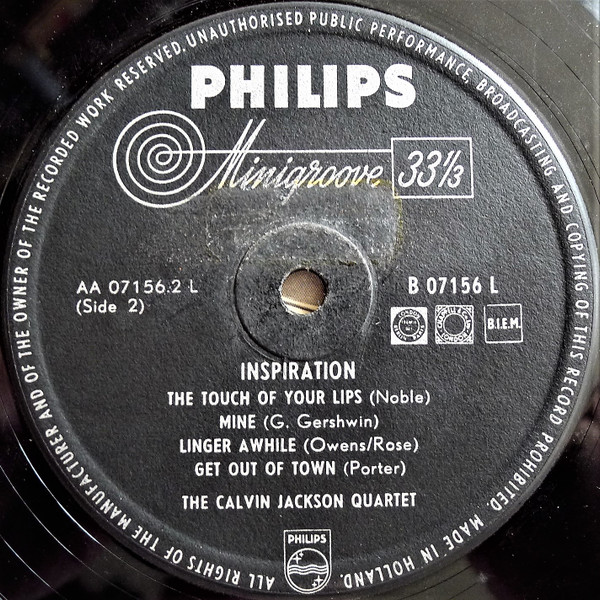 ALL RIGHTS OF THE MANUFACTURER AND OF THE OWNER OF THE RECORDED WORK RESERVED. UNAUTHORISED PUBLIC PERFORMANCE, BROADCASTING AND COPYING OF THIS RECORD PROHIBITED. MADE IN HOLLAND.
PHILIPS
Minigroove 33⅓
AA 07156.2 L
(Side 2)
B 07156 L
B.I.E.M.
INSPIRATION
THE TOUCH OF YOUR LIPS (Noble)
MINE (G. Gershwin)
LINGER AWHILE (Owens/Rose)
GET OUT OF TOWN (Porter)
THE CALVIN JACKSON QUARTET
PHILIPS